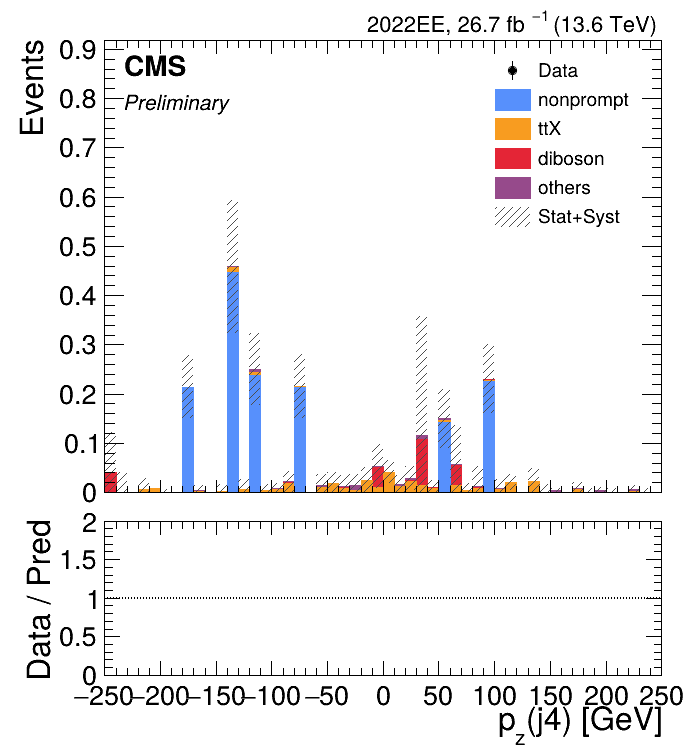 2022EE, 26.7 fb⁻¹ (13.6 TeV)
Events
0.9
0.8
0.7
0.6
0.5
0.4
0.3
0.2
0.1
0
CMS
Preliminary
Data
nonprompt
ttX
diboson
others
Stat+Syst
Data / Pred
2
1.5
1
0.5
0
−250 −200 −150 −100 −50 0 50 100 150 200 250
p_z(j4) [GeV]